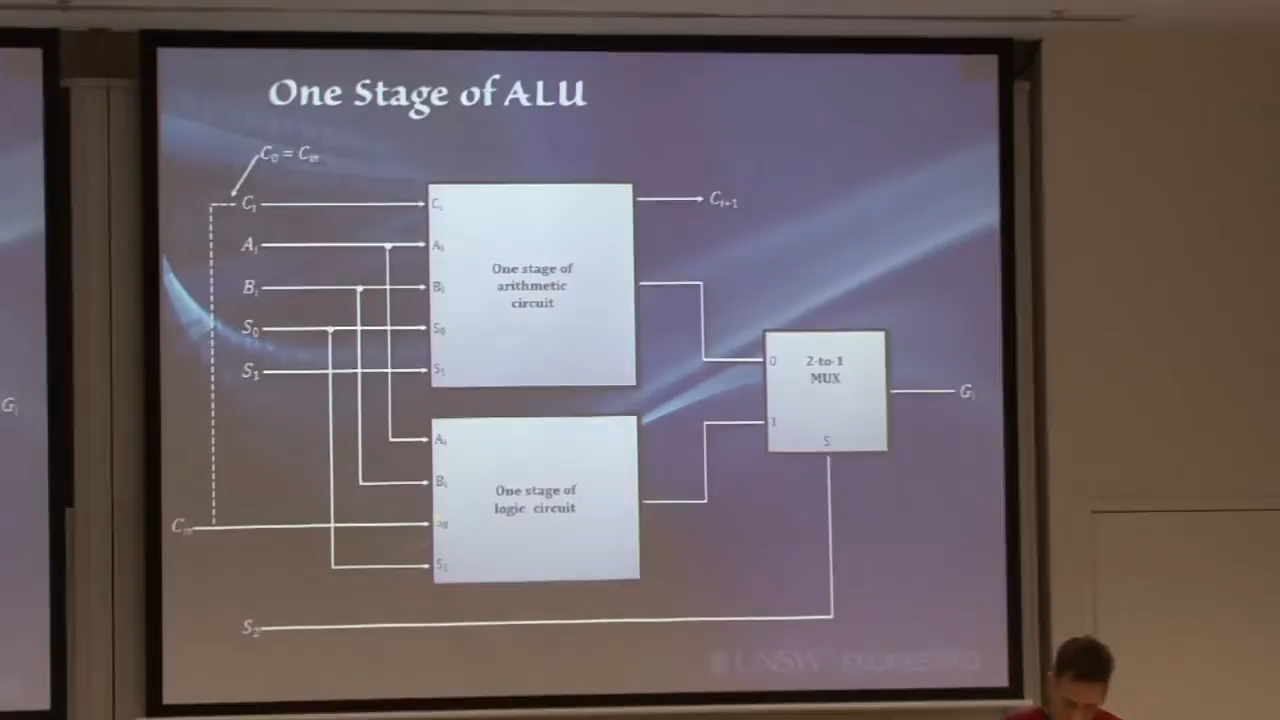 One Stage of ALU
C₀ = Cᵢₙ
Cᵢ
Cᵢ
Cᵢ₊₁
Aᵢ
Aᵢ
Bᵢ
Bᵢ
S₀
S₀
S₁
S₁
One stage of
arithmetic
circuit
0
2-to-1
MUX
1
S
Gᵢ
Gᵢ
Aᵢ
Bᵢ
One stage of
logic circuit
S₀
S₁
Cᵢₙ
S₂
UNSW ENGINEERING